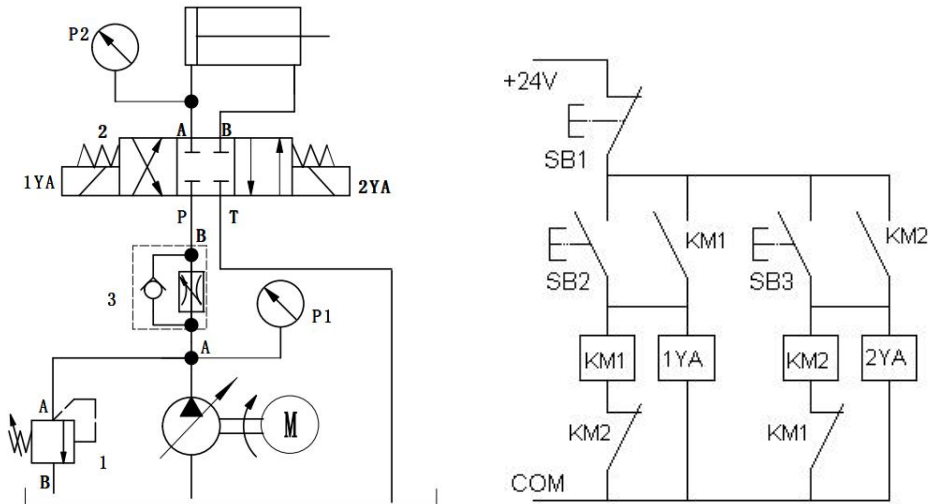 P2
A B
2
1YA
2YA
P T
B
3
P1
A
M
A
1
B
+24V
SB1
SB2
KM1
SB3
KM2
KM1
1YA
KM2
2YA
KM2
KM1
COM